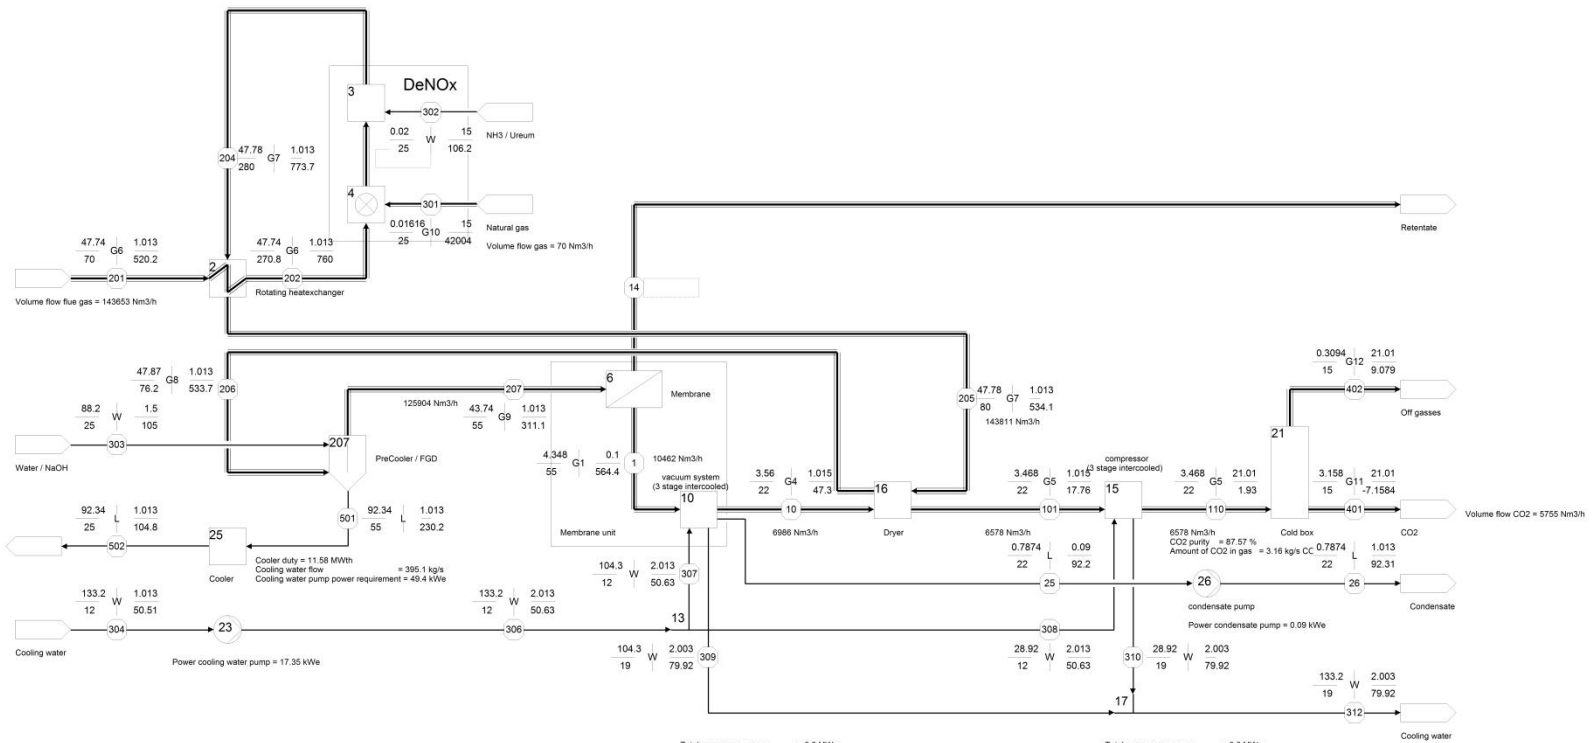 DeNOx
3
302
NH3 / Ureum
0.02 W 15
25 106.2
47.78 G7 1.013
204
280 773.7
4
301
Natural gas
0.01616 G10 15
25 42004
Volume flow gas = 70 Nm3/h
Retentate
47.74 G6 1.013
70 520.2
201
Volume flow flue gas = 143653 Nm3/h
2
47.74 G6 1.013
270.8 760
202
Rotating heatexchanger
14
47.87 G8 1.013
76.2 533.7
206
207
125904 Nm3/h
43.74 G9 1.013
55 311.1
6
Membrane
205
47.78 G7 1.013
80 534.1
143811 Nm3/h
0.3094 G12 21.01
15 9.079
402
Off gasses
88.2 W 1.5
25 105
303
Water / NaOH
207
PreCooler / FGD
4.348 G1 0.1
55 564.4
1
10462 Nm3/h
vacuum system
(3 stage intercooled)
10
Membrane unit
3.56 G4 1.015
22 47.3
10
6986 Nm3/h
16
Dryer
3.468 G5 1.015
22 17.76
101
6578 Nm3/h
compressor
(3 stage intercooled)
15
3.468 G5 21.01
22 1.93
110
6578 Nm3/h
CO2 purity = 87.57 %
Amount of CO2 in gas = 3.16 kg/s CC
21
Cold box
3.158 G11 21.01
15 -7.1584
401
CO2
Volume flow CO2 = 5755 Nm3/h
92.34 L 1.013
25 104.8
502
25
Cooler
501
92.34 L 1.013
55 230.2
Cooler duty = 11.58 MWth
Cooling water flow = 395.1 kg/s
Cooling water pump power requirement = 49.4 kWe
104.3 W 2.013
12 50.63
307
0.7874 L 0.09
22 92.2
25
26
condensate pump
Power condensate pump = 0.09 kWe
0.7874 L 1.013
22 92.31
26
Condensate
133.2 W 1.013
12 50.51
304
Cooling water
23
Power cooling water pump = 17.35 kWe
133.2 W 2.013
12 50.63
306
13
308
104.3 W 2.003
19 79.92
309
28.92 W 2.013
12 50.63
310
28.92 W 2.003
19 79.92
17
133.2 W 2.003
19 79.92
312
Cooling water